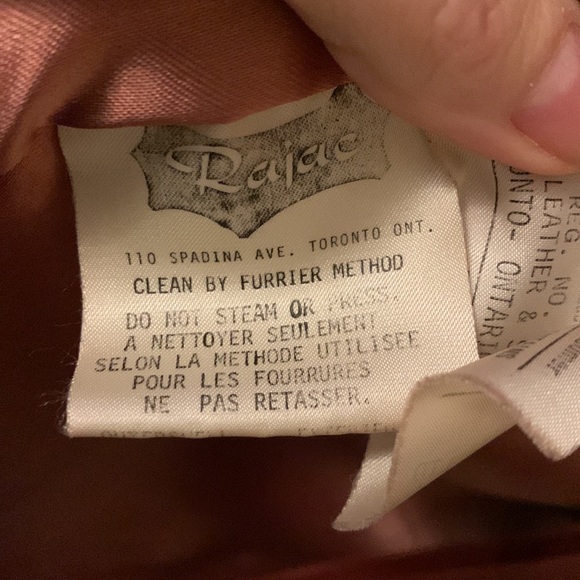 Rajac
110 SPADINA AVE. TORONTO ONT.
CLEAN BY FURRIER METHOD
DO NOT STEAM OR PRESS.
A NETTOYER SEULEMENT
SELON LA METHODE UTILISEE
POUR LES FOURRURES
NE PAS RETASSER.
REG. NO.
LEATHER &
ONTO- ONTARI